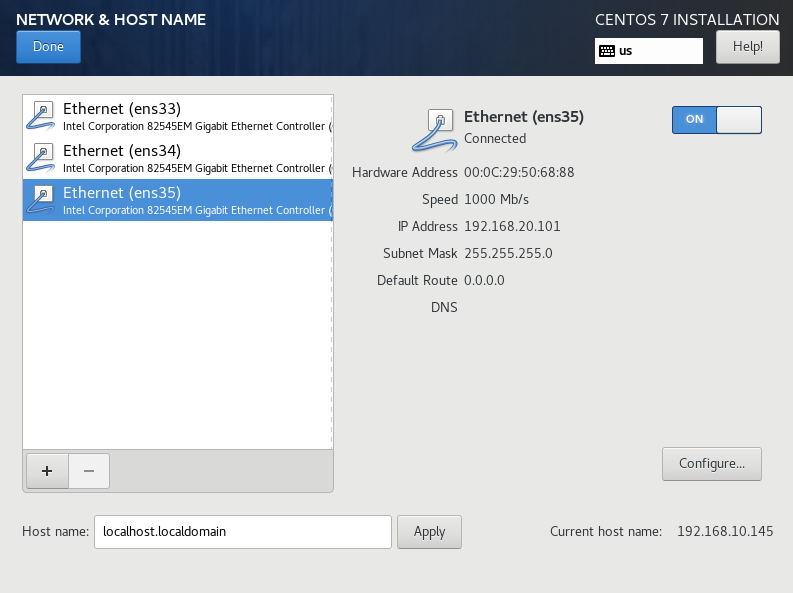 NETWORK & HOST NAME
CENTOS 7 INSTALLATION
Done
us
Help!
Ethernet (ens33)
Intel Corporation 82545EM Gigabit Ethernet Controller (
Ethernet (ens34)
Intel Corporation 82545EM Gigabit Ethernet Controller (
Ethernet (ens35)
Intel Corporation 82545EM Gigabit Ethernet Controller (
+
−
Ethernet (ens35)
Connected
ON
Hardware Address 00:0C:29:50:68:88
Speed 1000 Mb/s
IP Address 192.168.20.101
Subnet Mask 255.255.255.0
Default Route 0.0.0.0
DNS
Configure...
Host name: localhost.localdomain Apply Current host name: 192.168.10.145